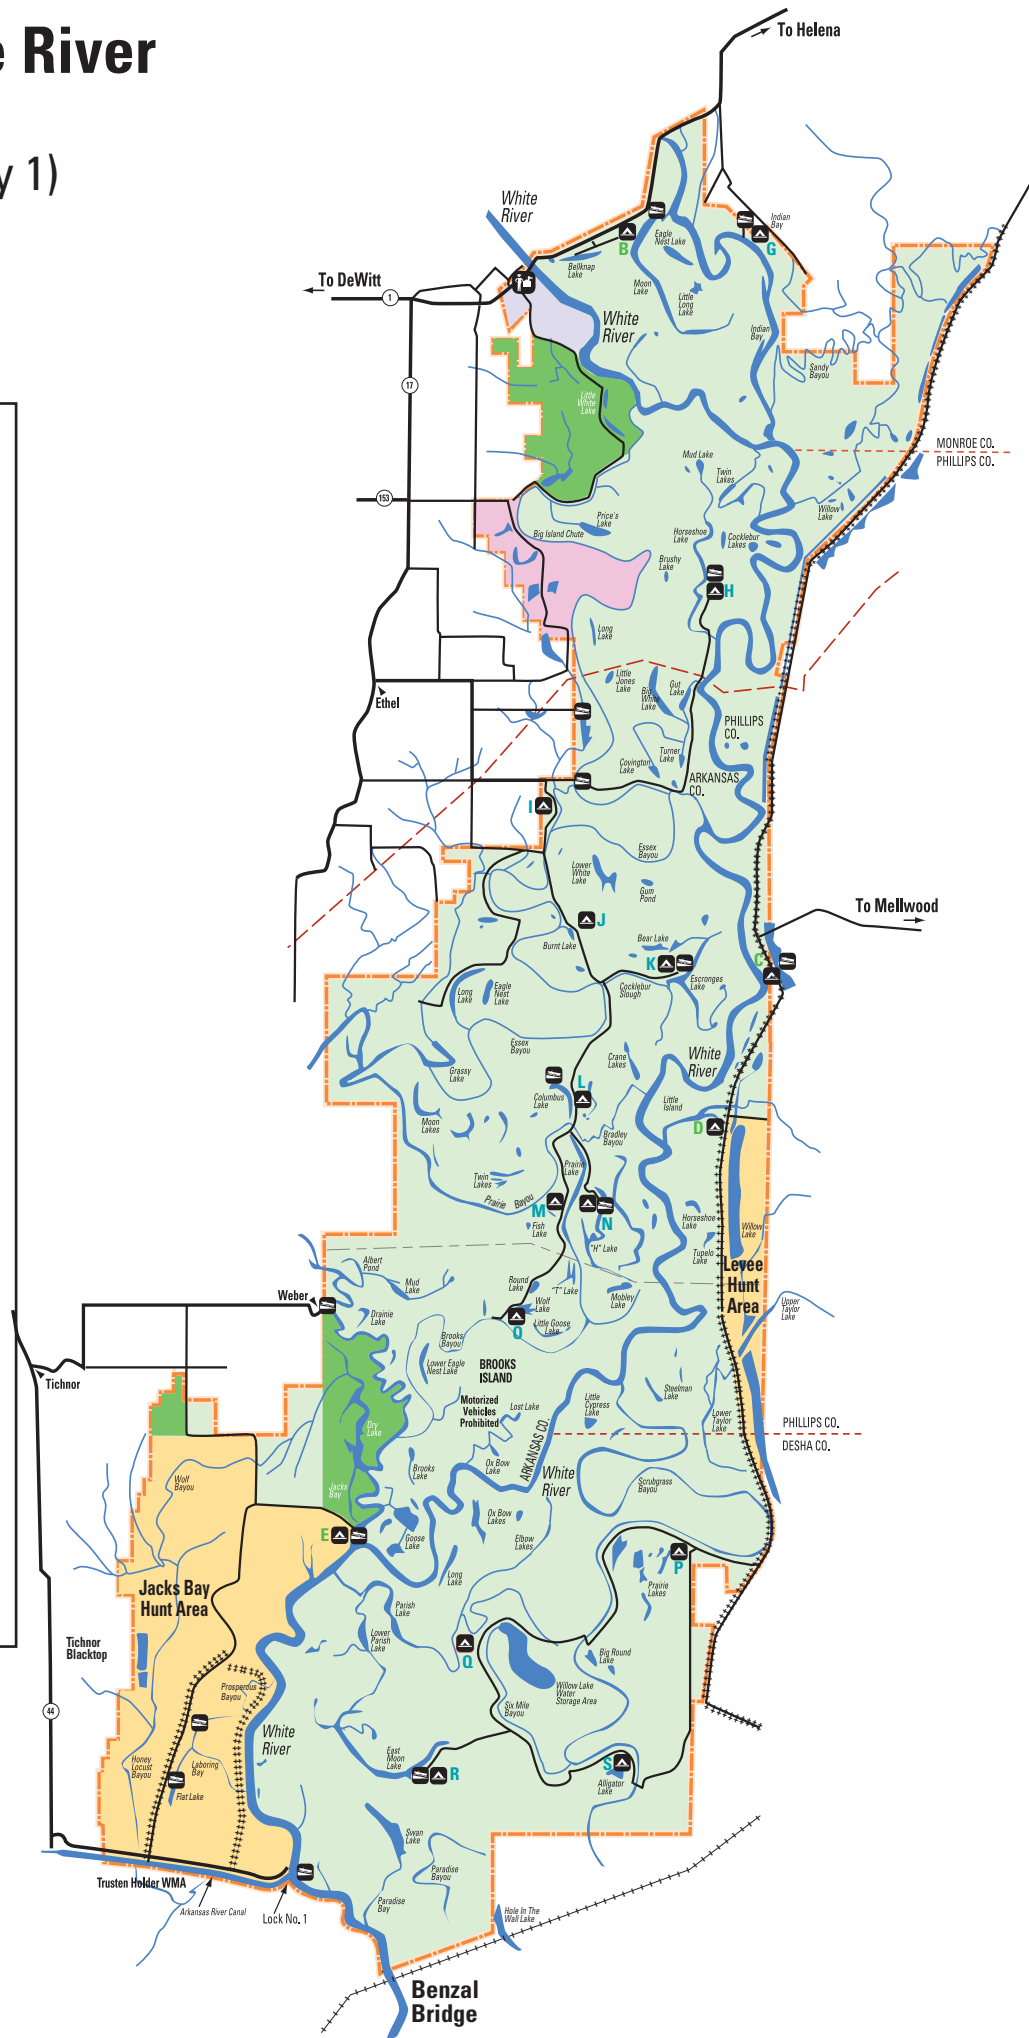 e River
y 1)
To Helena
White
River
Indian
Bay
Eagle
Nest Lake
B
G
Bellknap
Lake
To DeWitt
Moon
Lake
Little
Long
Lake
1
White
River
Indian
Bay
Sandy
Bayou
17
Little
White
Lake
MONROE CO.
PHILLIPS CO.
Mud Lake
Twin
Lakes
153
Price's
Lake
Willow
Lake
Big Island Chute
Horseshoe
Lake
Cocklebur
Lakes
Brushy
Lake
H
Long
Lake
Little
Jones
Lake
Gut
Lake
Big
White
Lake
Ethel
PHILLIPS
CO.
Turner
Lake
Covington
Lake
ARKANSAS
CO.
I
Essex
Bayou
Lower
White
Lake
Gum
Pond
To Mellwood
J
Bear Lake
Burnt Lake
K
C
Cocklebur
Slough
Escronges
Lake
Long
Lake
Eagle
Nest
Lake
Essex
Bayou
Crane
Lakes
White
River
Grassy
Lake
L
Columbus
Lake
Little
Island
Moon
Lakes
D
Bradley
Bayou
Prairie
Lake
Twin
Lakes
Prairie Bayou
M
N
Fish
Lake
Horseshoe
Lake
Willow
Lake
"H" Lake
Tupelo
Lake
Albert
Pond
Levee
Hunt
Area
Mud
Lake
Round
Lake
"T" Lake
Weber
Wolf
Lake
Mobley
Lake
Upper
Taylor
Lake
Drainie
Lake
O
Little Goose
Lake
Brooks
Bayou
Lower Eagle
Nest Lake
BROOKS
ISLAND
Tichnor
Motorized
Vehicles
Prohibited
Steelman
Lake
Little
Cypress
Lake
Lost Lake
Lower
Taylor
Lake
Dry
Lake
PHILLIPS CO.
DESHA CO.
ARKANSAS CO.
Brooks
Lake
Ox Bow
Lake
White
River
Wolf
Bayou
Jacks
Bay
Scrubgrass
Bayou
Ox Bow
Lakes
E
Goose
Lake
Elbow
Lakes
P
Long
Lake
Prairie
Lakes
Jacks Bay
Hunt Area
Parish
Lake
Lower
Parish
Lake
Tichnor
Blacktop
Q
Big Round
Lake
Prosperous
Bayou
Willow Lake
Water
Storage Area
44
Six Mile
Bayou
White
River
Honey
Locust
Bayou
Laboring
Bay
East
Moon
Lake
R
S
Alligator
Lake
Flat Lake
Swan
Lake
Paradise
Bayou
Trusten Holder WMA
Arkansas River Canal
Lock No. 1
Paradise
Bay
Hole In The
Wall Lake
Benzal
Bridge